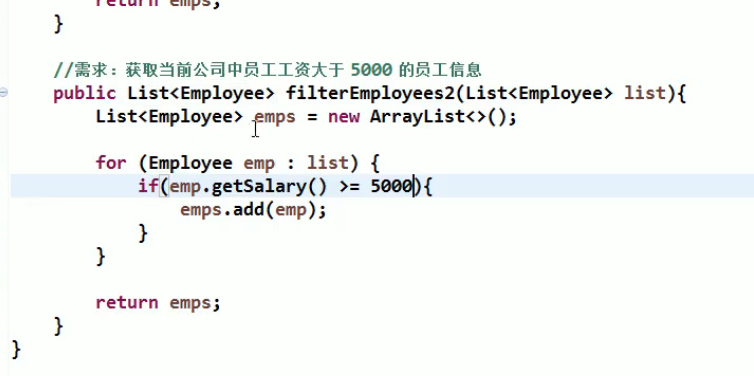 return emps;
}
//需求：获取当前公司中员工工资大于 5000 的员工信息
public List<Employee> filterEmployees2(List<Employee> list){
List<Employee> emps = new ArrayList<>();
for (Employee emp : list) {
if(emp.getSalary() >= 5000){
emps.add(emp);
}
}
return emps;
}
}